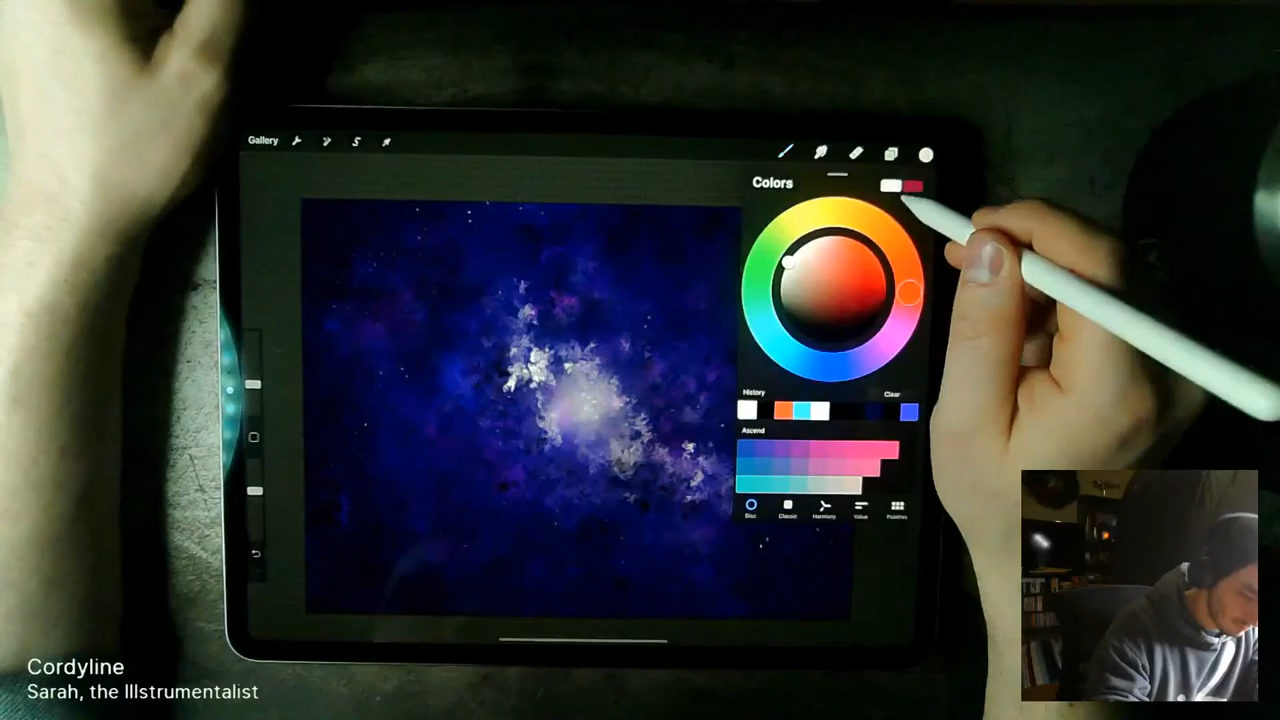 Gallery
Colors
History
Clear
Ascend
Disc
Classic
Harmony
Value
Palettes
Cordyline
Sarah, the Illstrumentalist